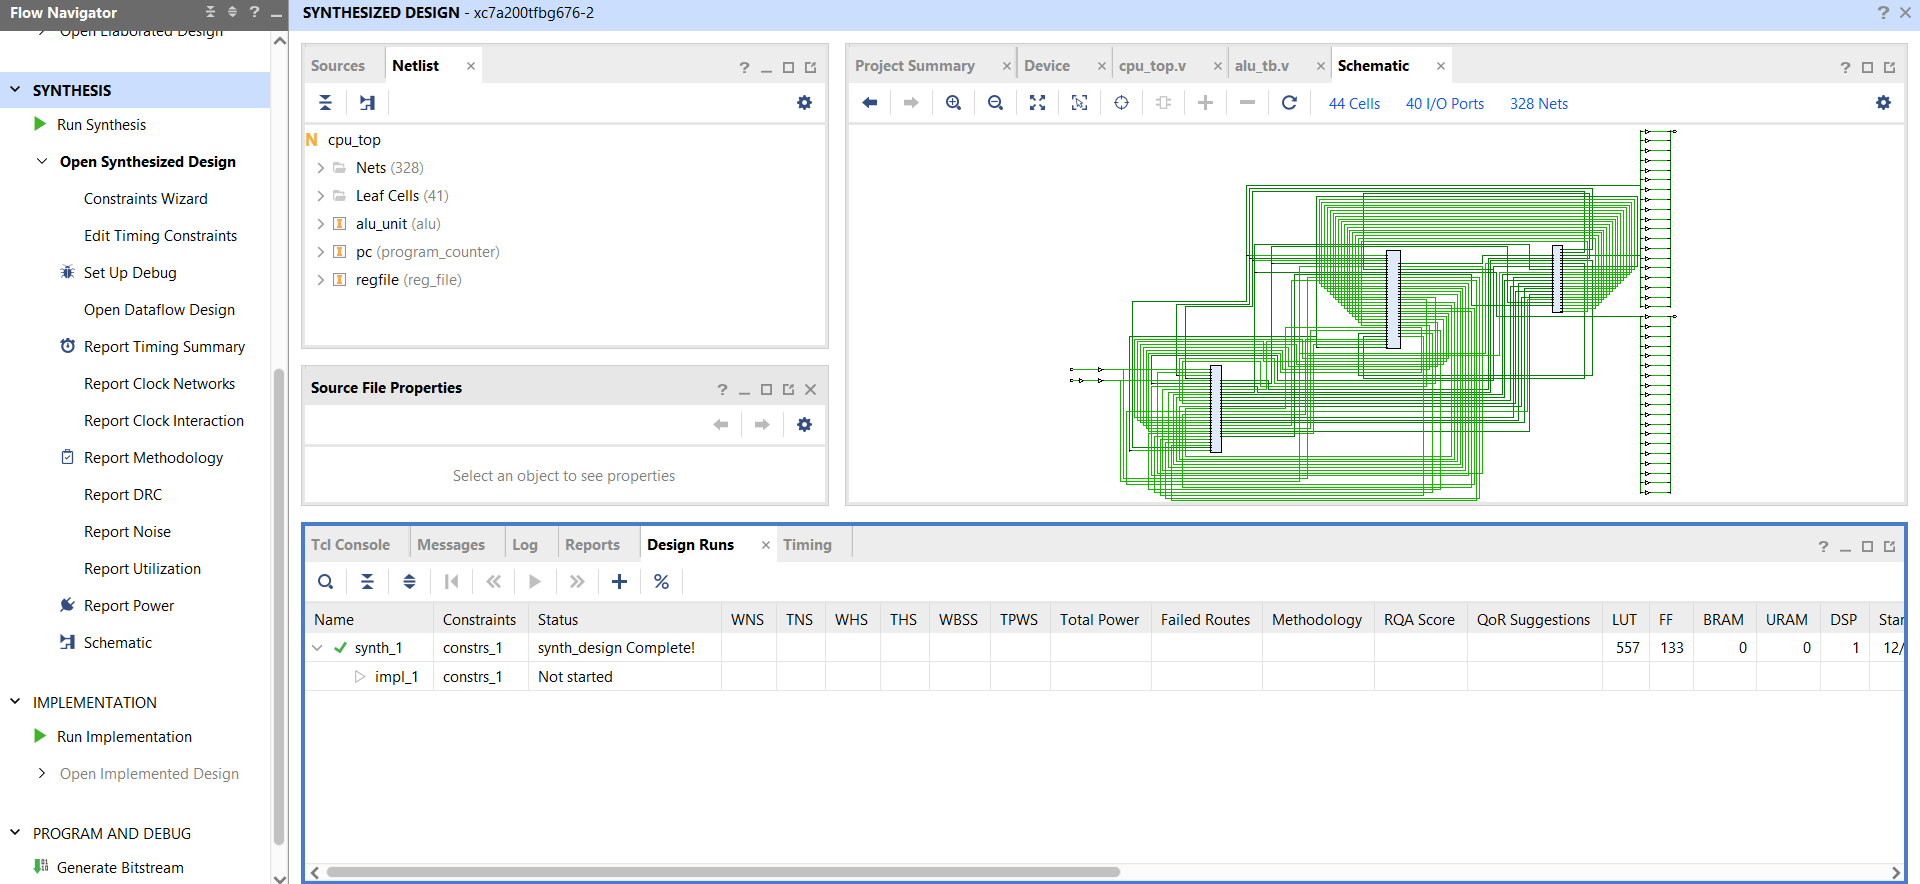 Flow Navigator
SYNTHESIZED DESIGN - xc7a200tfbg676-2
Open Elaborated Design
SYNTHESIS
Run Synthesis
Open Synthesized Design
Constraints Wizard
Edit Timing Constraints
Set Up Debug
Open Dataflow Design
Report Timing Summary
Report Clock Networks
Report Clock Interaction
Report Methodology
Report DRC
Report Noise
Report Utilization
Report Power
Schematic
IMPLEMENTATION
Run Implementation
Open Implemented Design
PROGRAM AND DEBUG
Generate Bitstream
Sources Netlist
cpu_top
Nets (328)
Leaf Cells (41)
alu_unit (alu)
pc (program_counter)
regfile (reg_file)
Source File Properties
Select an object to see properties
Project Summary Device cpu_top.v alu_tb.v Schematic
44 Cells 40 I/O Ports 328 Nets
Tcl Console Messages Log Reports Design Runs Timing
Name Constraints Status WNS TNS WHS THS WBSS TPWS Total Power Failed Routes Methodology RQA Score QoR Suggestions LUT FF BRAM URAM DSP Star
synth_1 constrs_1 synth_design Complete! 557 133 0 0 1 12/
impl_1 constrs_1 Not started